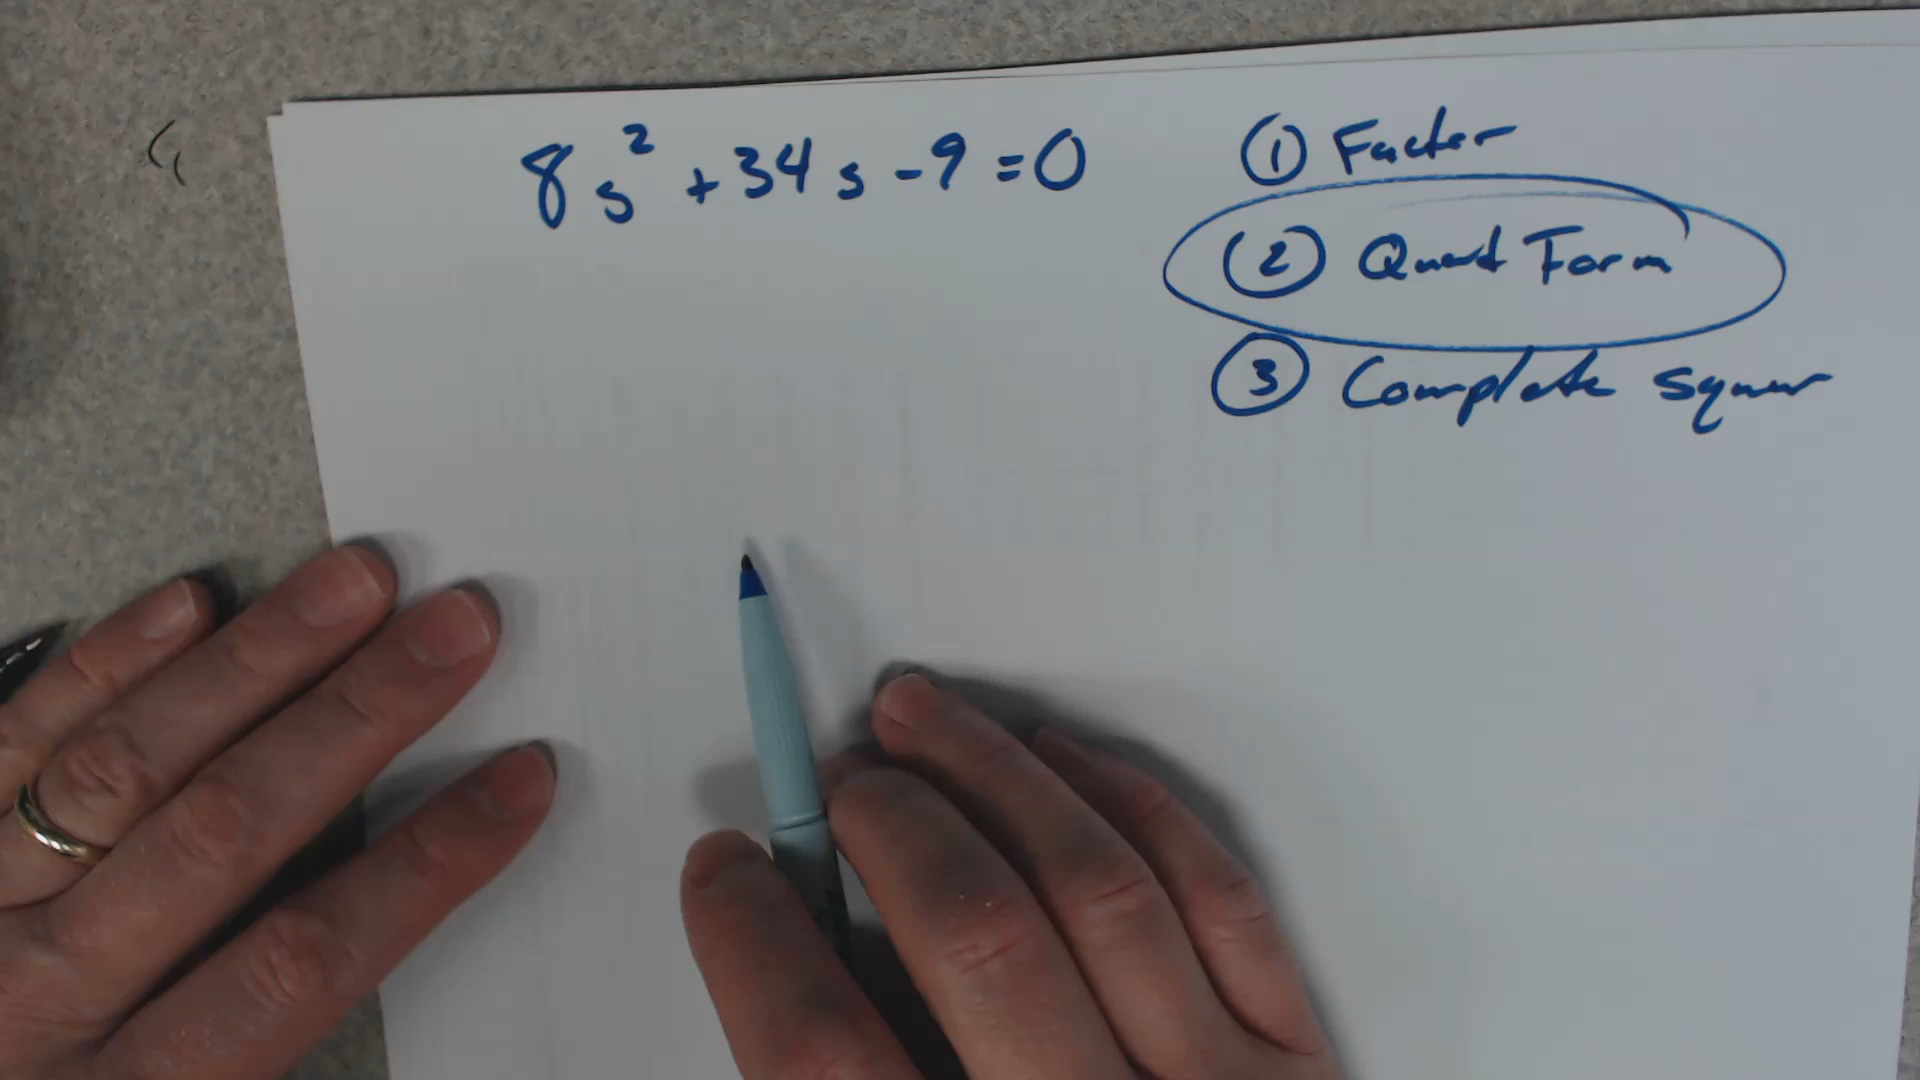 8s² +34s -9 =0
① Factor
② Quad Form
③ Complete Square